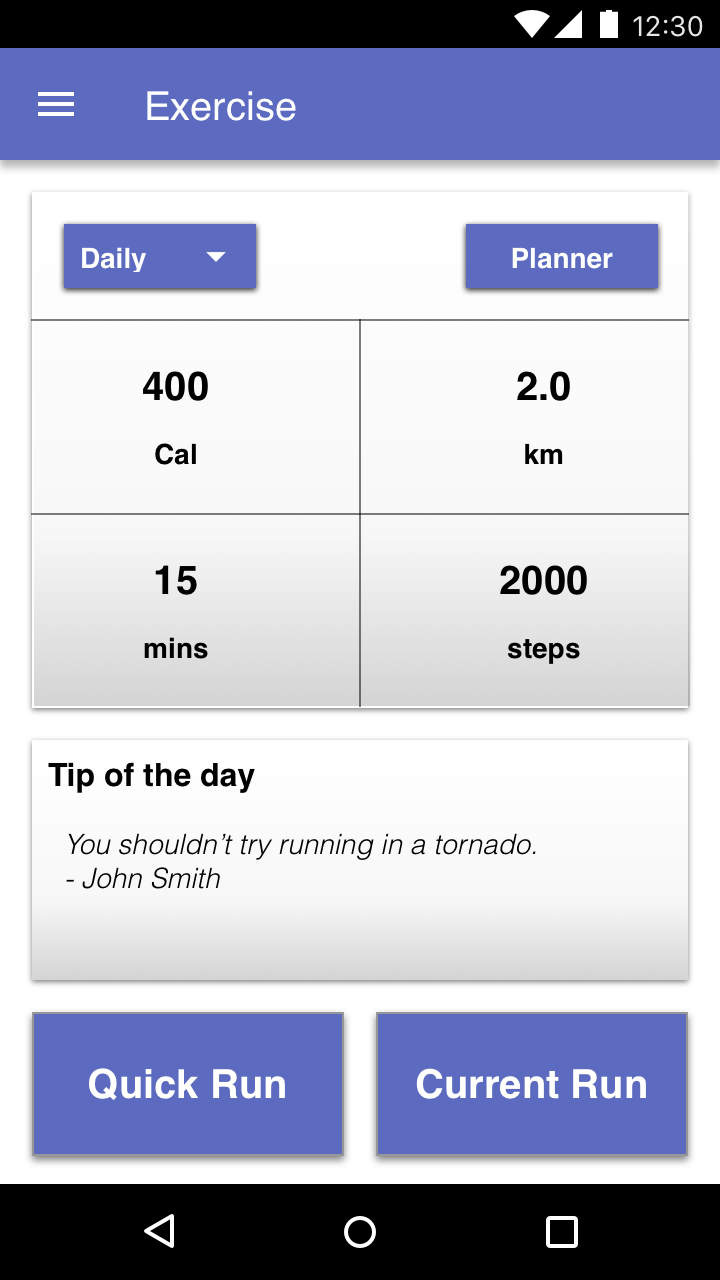 12:30
Exercise
Daily
Planner
400
2.0
Cal
km
15
2000
mins
steps
Tip of the day
You shouldn’t try running in a tornado.
- John Smith
Quick Run
Current Run